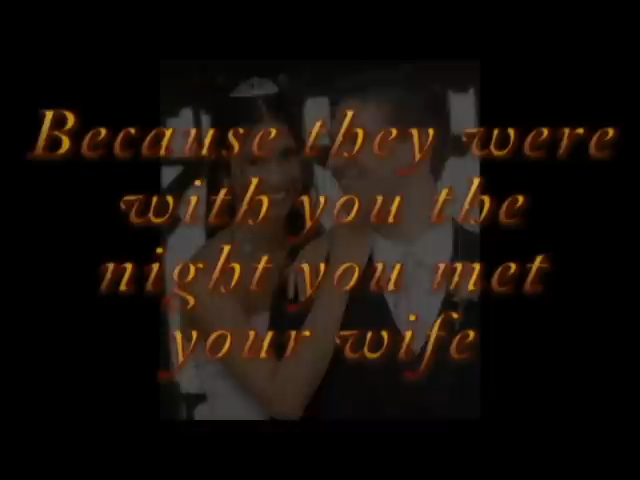 Because they were
with you the
night you met
your wife